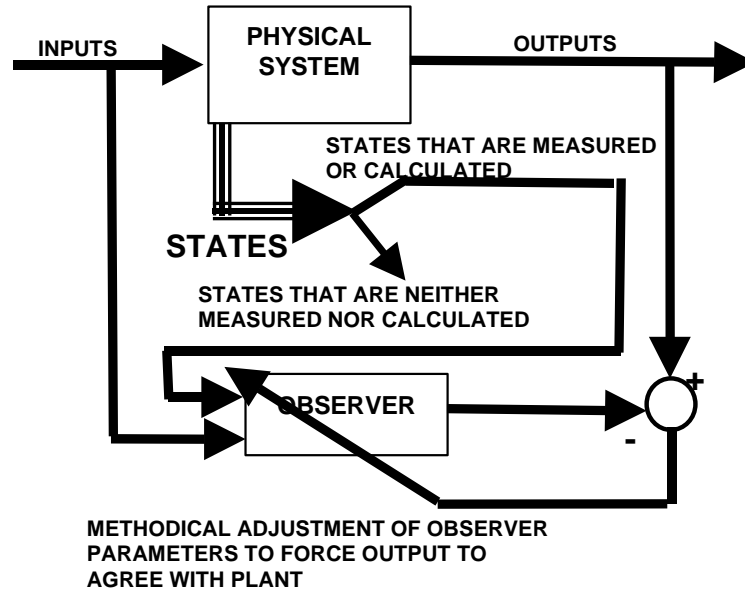 INPUTS
PHYSICAL
SYSTEM
OUTPUTS
STATES THAT ARE MEASURED
OR CALCULATED
STATES
STATES THAT ARE NEITHER
MEASURED NOR CALCULATED
OBSERVER
+
-
METHODICAL ADJUSTMENT OF OBSERVER
PARAMETERS TO FORCE OUTPUT TO
AGREE WITH PLANT